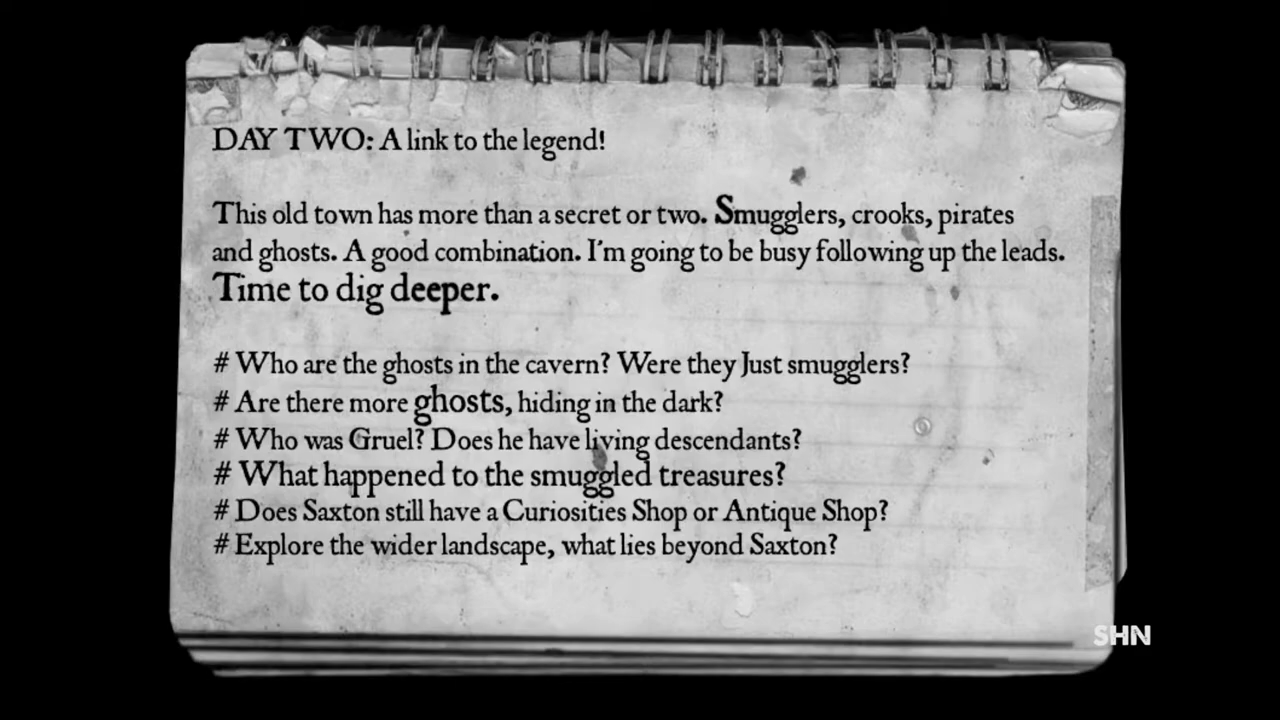 DAY TWO: A link to the legend!
This old town has more than a secret or two. Smugglers, crooks, pirates
and ghosts. A good combination. I'm going to be busy following up the leads.
Time to dig deeper.
# Who are the ghosts in the cavern? Were they Just smugglers?
# Are there more ghosts, hiding in the dark?
# Who was Gruel? Does he have living descendants?
# What happened to the smuggled treasures?
# Does Saxton still have a Curiosities Shop or Antique Shop?
# Explore the wider landscape, what lies beyond Saxton?
SHN